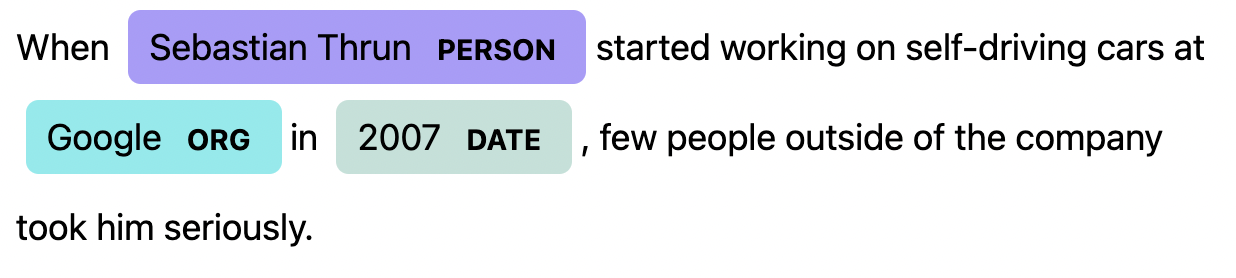 When Sebastian Thrun PERSON started working on self-driving cars at
Google ORG in 2007 DATE , few people outside of the company
took him seriously.